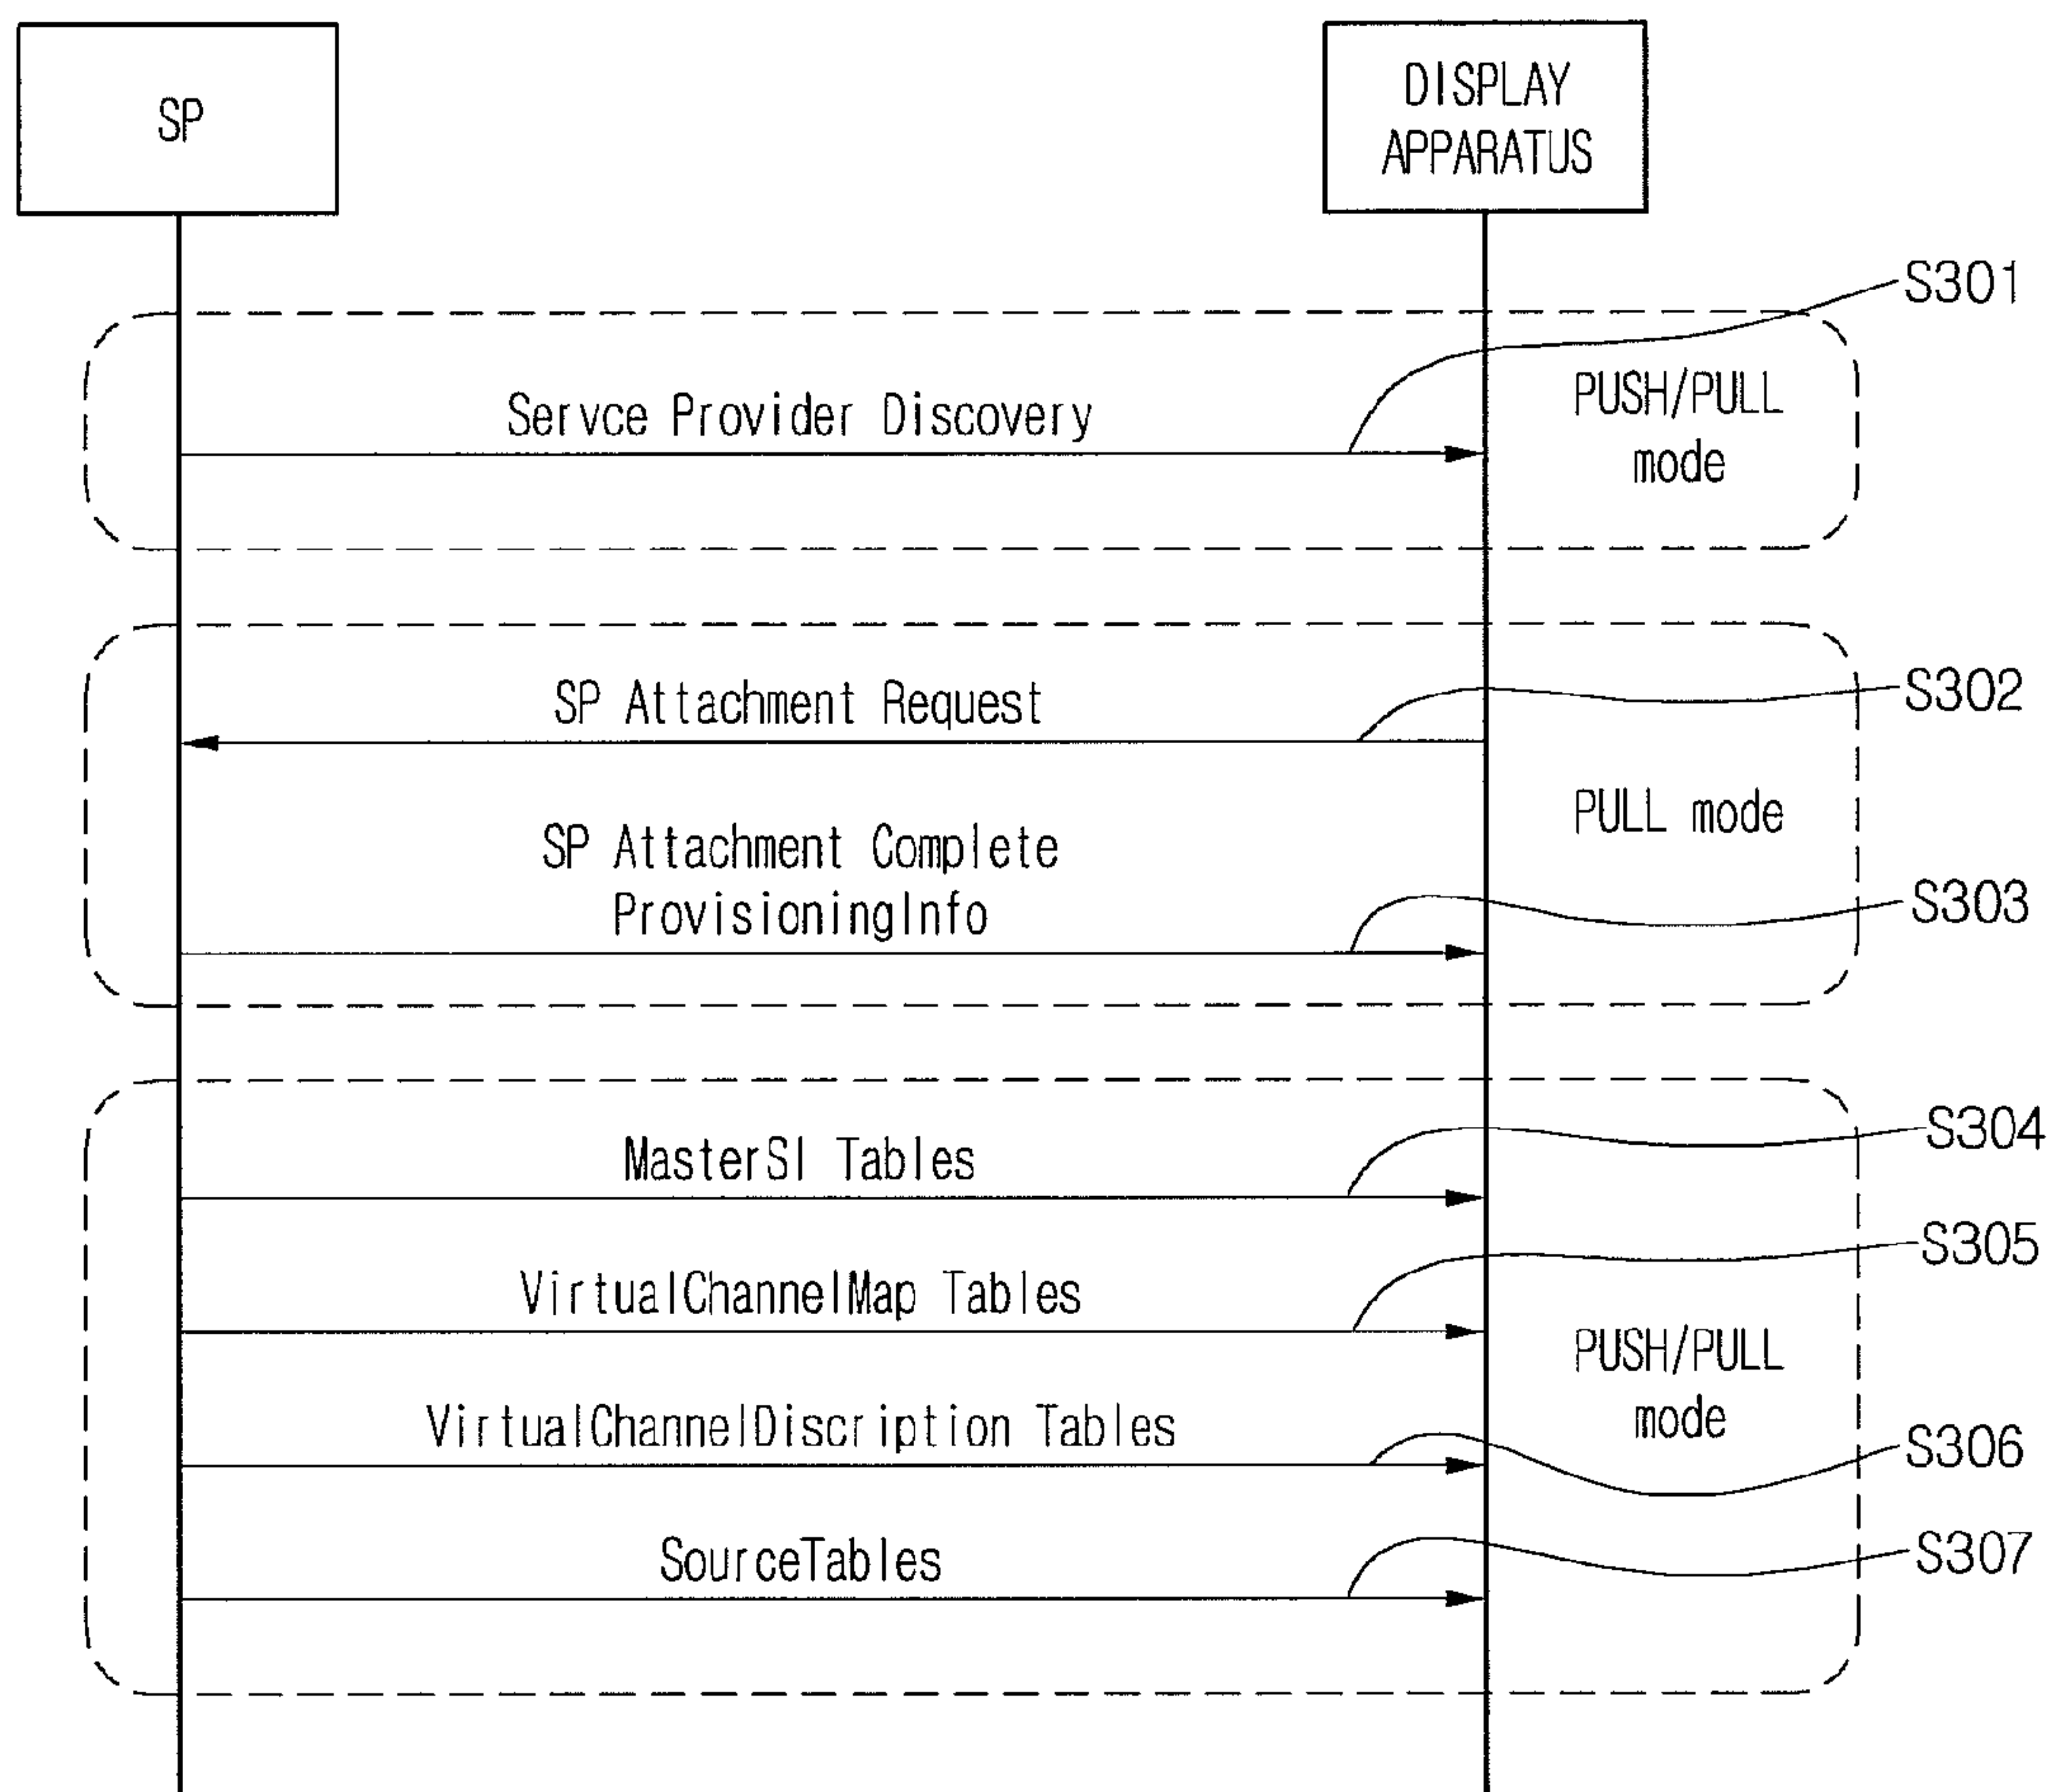 SP
DISPLAY
APPARATUS
S301
Servce Provider Discovery
PUSH/PULL
mode
SP Attachment Request
S302
PULL mode
SP Attachment Complete
ProvisioningInfo
S303
MasterSI Tables
S304
VirtualChannelMap Tables
S305
PUSH/PULL
mode
VirtualChannelDiscription Tables
S306
SourceTables
S307